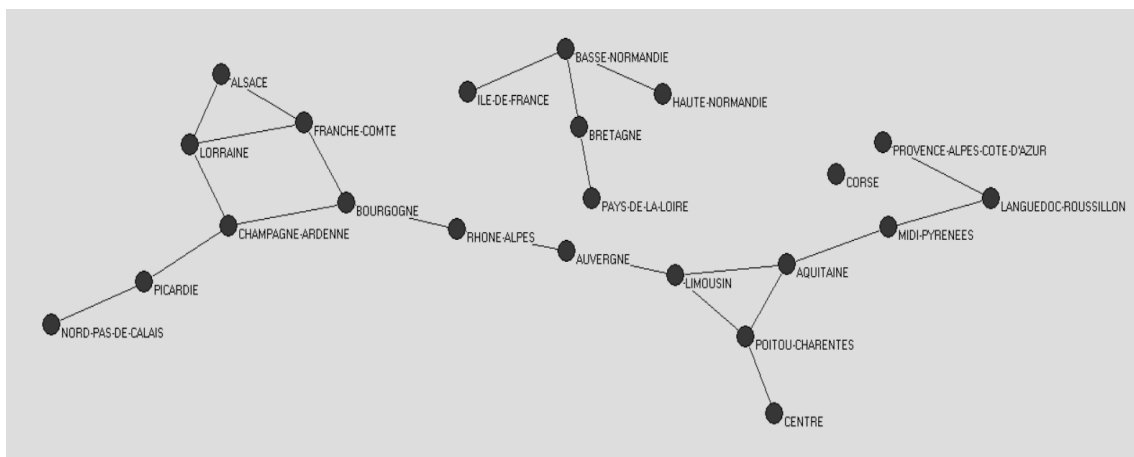 BASSE-NORMANDIE
ALSACE
ILE-DE-FRANCE
HAUTE-NORMANDIE
FRANCHE-COMTE
BRETAGNE
LORRAINE
PROVENCE-ALPES-COTE-D'AZUR
CORSE
PAYS-DE-LA-LOIRE
LANGUEDOC-ROUSSILLON
BOURGOGNE
CHAMPAGNE-ARDENNE
RHONE-ALPES
MIDI-PYRENEES
AUVERGNE
AQUITAINE
LIMOUSIN
PICARDIE
NORD-PAS-DE-CALAIS
POITOU-CHARENTES
CENTRE